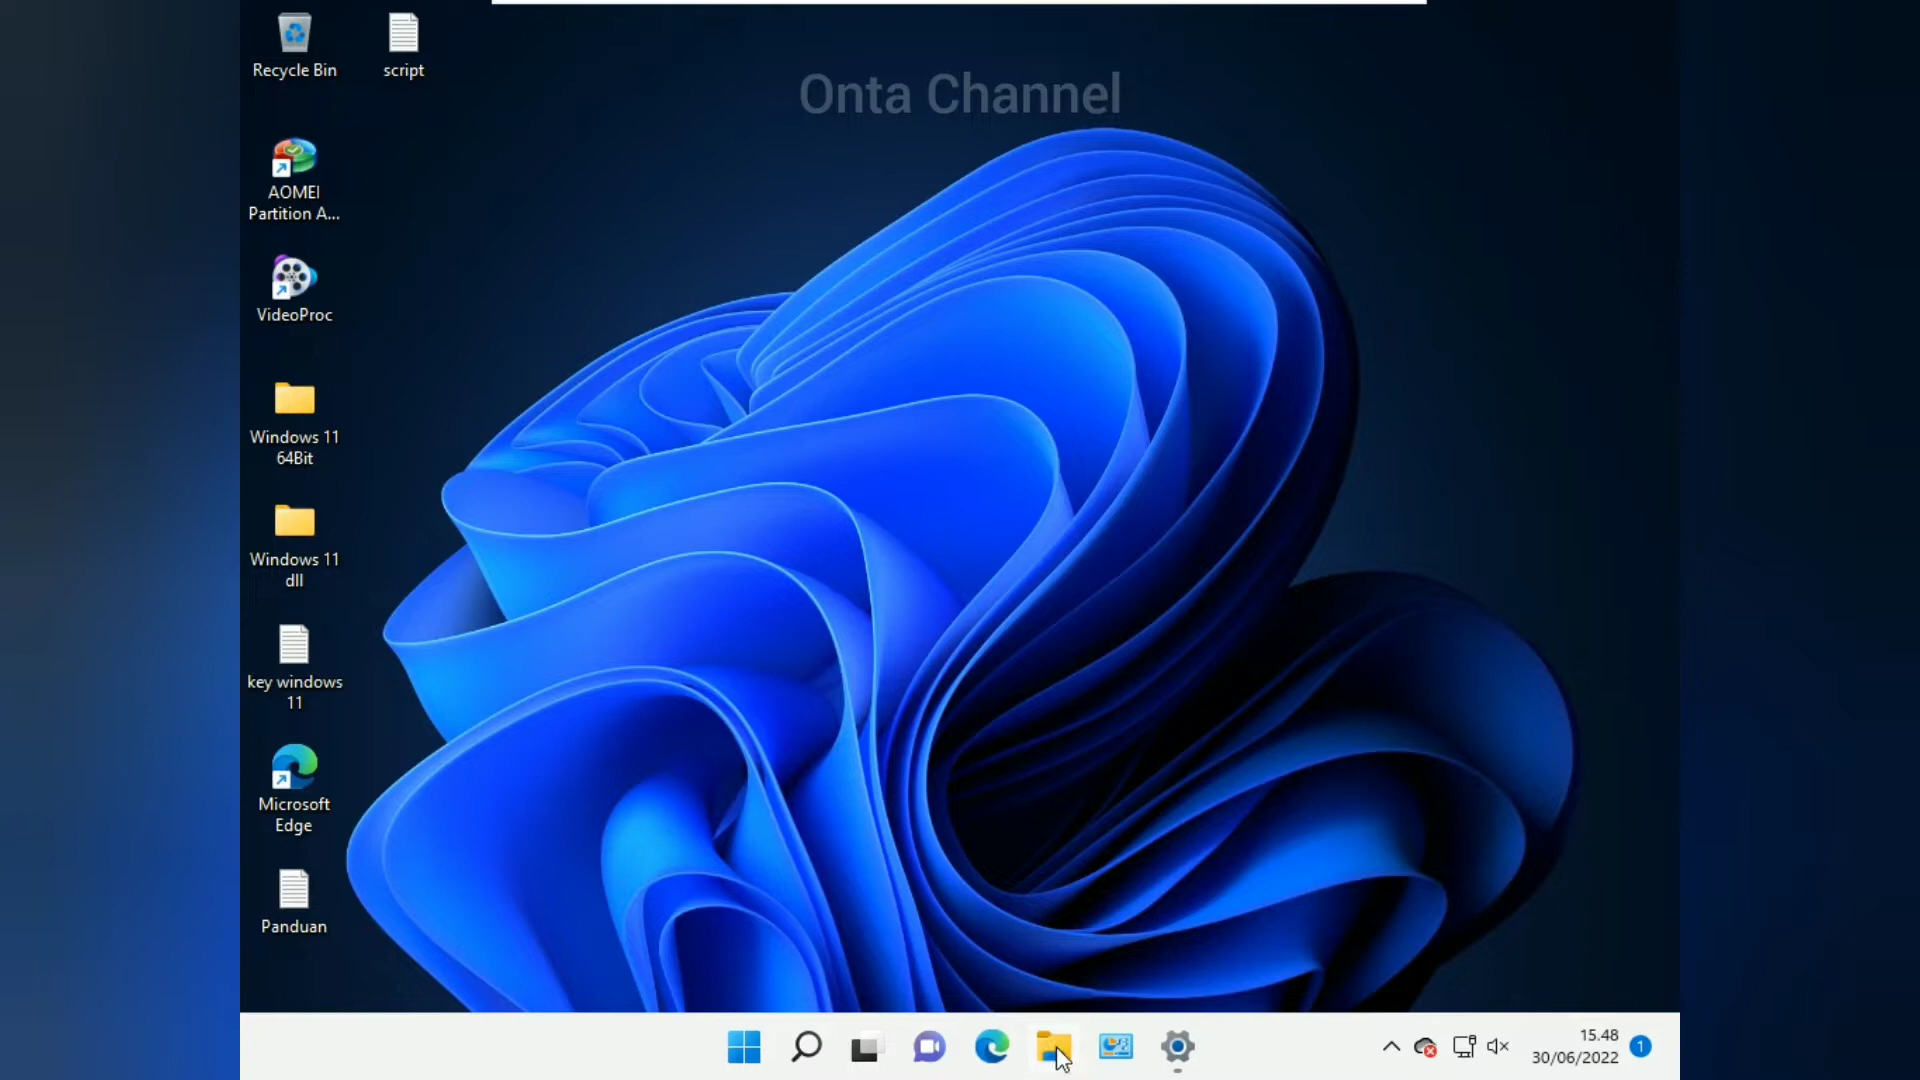 Onta Channel
Recycle Bin
script
AOMEI
Partition A...
VideoProc
Windows 11
64Bit
Windows 11
dll
key windows
11
Microsoft
Edge
Panduan
15.48
30/06/2022
1